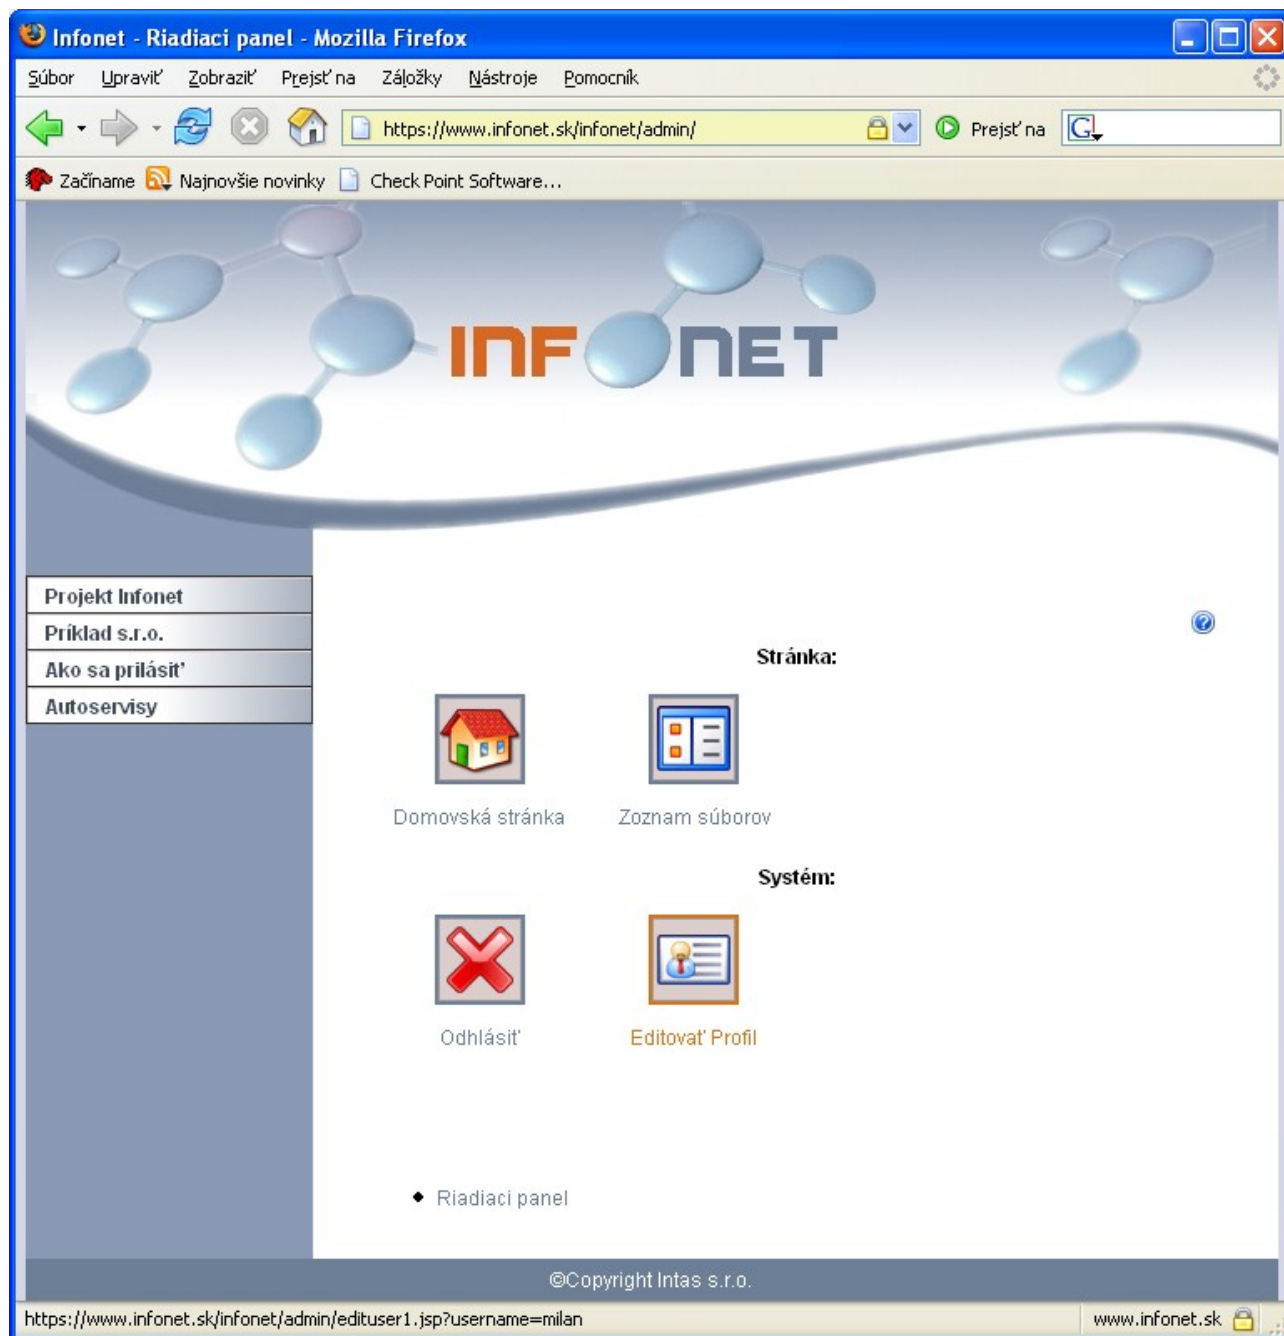 Infonet - Riadiaci panel - Mozilla Firefox
Súbor Upraviť Zobraziť Prejsť na Záložky Nástroje Pomocník
https://www.infonet.sk/infonet/admin/ Prejsť na G
Začíname Najnovšie novinky Check Point Software...
INFONET
Projekt Infonet
Príklad s.r.o.
Ako sa prilásiť
Autoservisy
?
Stránka:
Domovská stránka Zoznam súborov
Systém:
Odhlásiť Editovať Profil
Riadiaci panel
©Copyright Intas s.r.o.
https://www.infonet.sk/infonet/admin/edituser1.jsp?username=milan www.infonet.sk